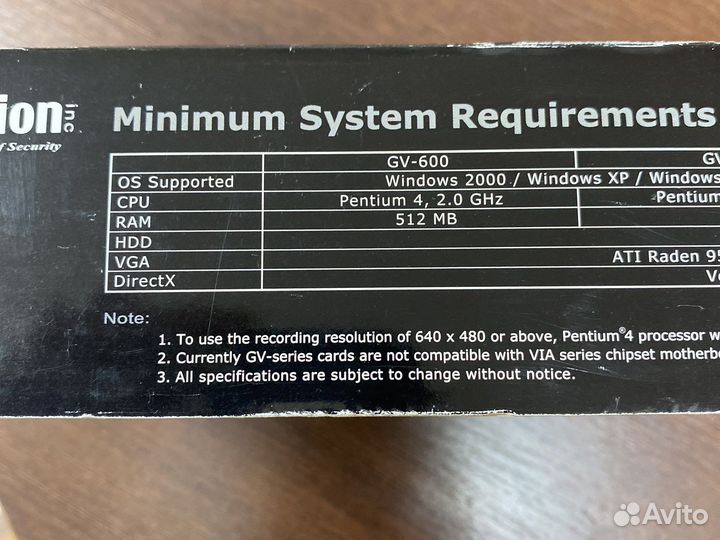 ion inc
f Security
Minimum System Requirements
GV-600 GV
OS Supported Windows 2000 / Windows XP / Windows
CPU Pentium 4, 2.0 GHz Pentium
RAM 512 MB
HDD
VGA ATI Raden 95
DirectX Ve
Note:
1. To use the recording resolution of 640 x 480 or above, Pentium®4 processor w
2. Currently GV-series cards are not compatible with VIA series chipset motherbo
3. All specifications are subject to change without notice.
Avito